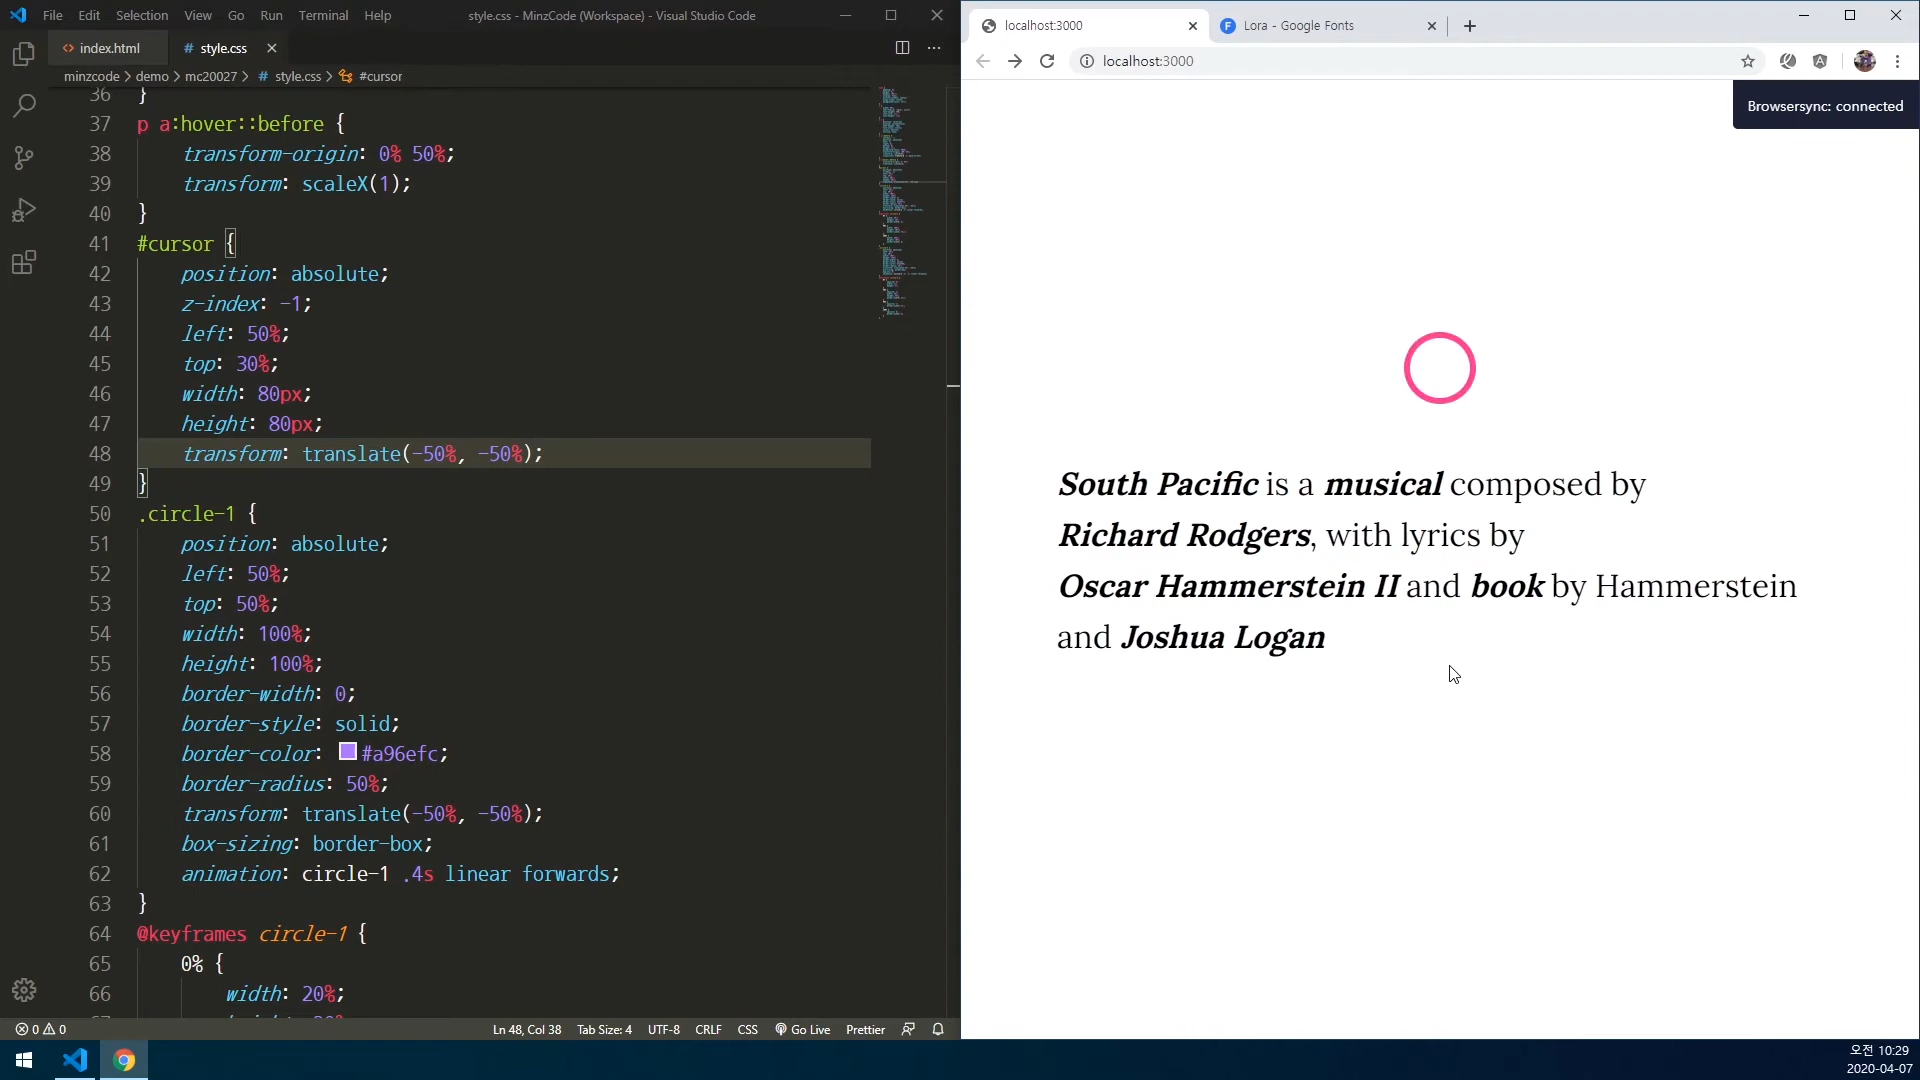 File Edit Selection View Go Run Terminal Help
style.css - MinzCode (Workspace) - Visual Studio Code
index.html
# style.css
minzcode > demo > mc20027 > # style.css > #cursor
36 }
37 p a:hover::before {
38 transform-origin: 0% 50%;
39 transform: scaleX(1);
40 }
41 #cursor {
42 position: absolute;
43 z-index: -1;
44 left: 50%;
45 top: 30%;
46 width: 80px;
47 height: 80px;
48 transform: translate(-50%, -50%);
49 }
50 .circle-1 {
51 position: absolute;
52 left: 50%;
53 top: 50%;
54 width: 100%;
55 height: 100%;
56 border-width: 0;
57 border-style: solid;
58 border-color: #a96efc;
59 border-radius: 50%;
60 transform: translate(-50%, -50%);
61 box-sizing: border-box;
62 animation: circle-1 .4s linear forwards;
63 }
64 @keyframes circle-1 {
65 0% {
66 width: 20%;
0 0
Ln 48, Col 38 Tab Size: 4 UTF-8 CRLF CSS Go Live Prettier
localhost:3000
Lora - Google Fonts
localhost:3000
Browsersync: connected
South Pacific is a musical composed by
Richard Rodgers, with lyrics by
Oscar Hammerstein II and book by Hammerstein
and Joshua Logan
오전 10:29
2020-04-07